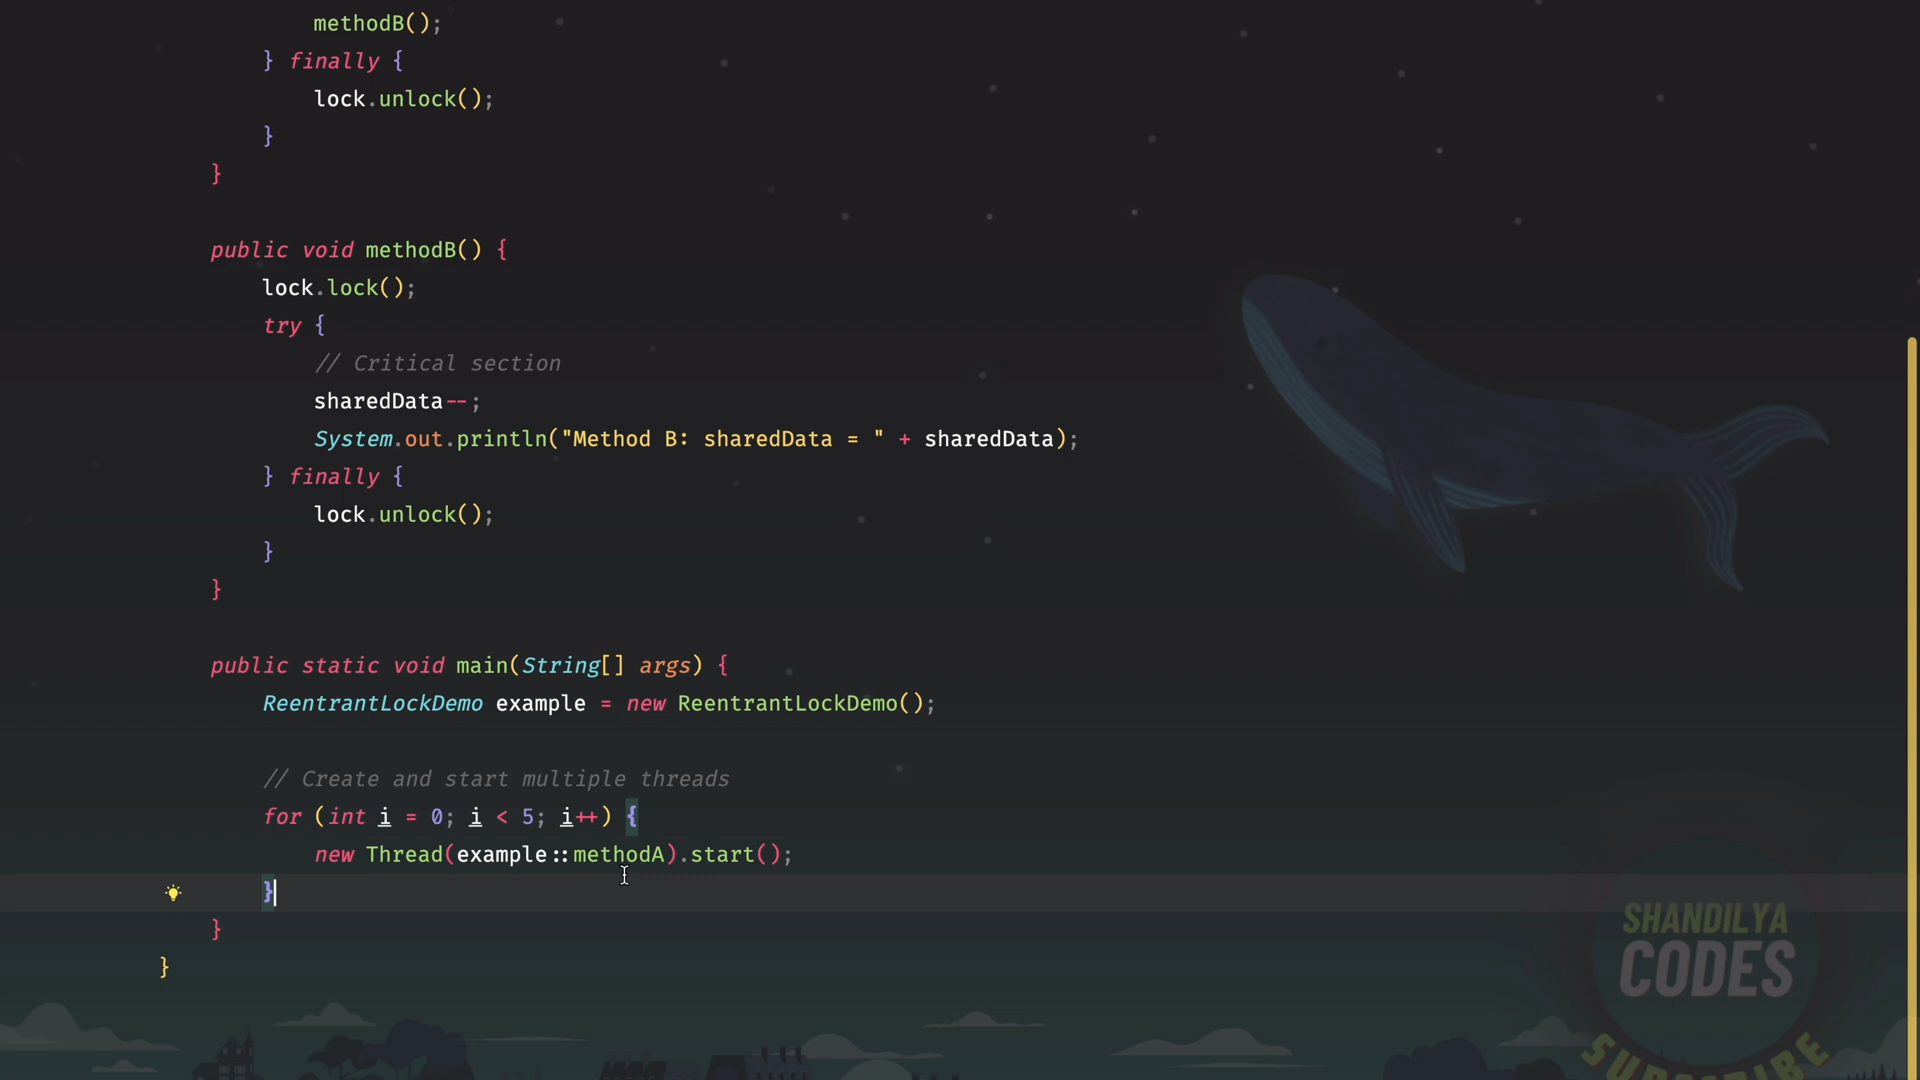 methodB();
} finally {
lock.unlock();
}
}
public void methodB() {
lock.lock();
try {
// Critical section
sharedData--;
System.out.println("Method B: sharedData = " + sharedData);
} finally {
lock.unlock();
}
}
public static void main(String[] args) {
ReentrantLockDemo example = new ReentrantLockDemo();
// Create and start multiple threads
for (int i = 0; i < 5; i++) {
new Thread(example::methodA).start();
}
}
}
SHANDILYA
CODES
SUBSCRIBE